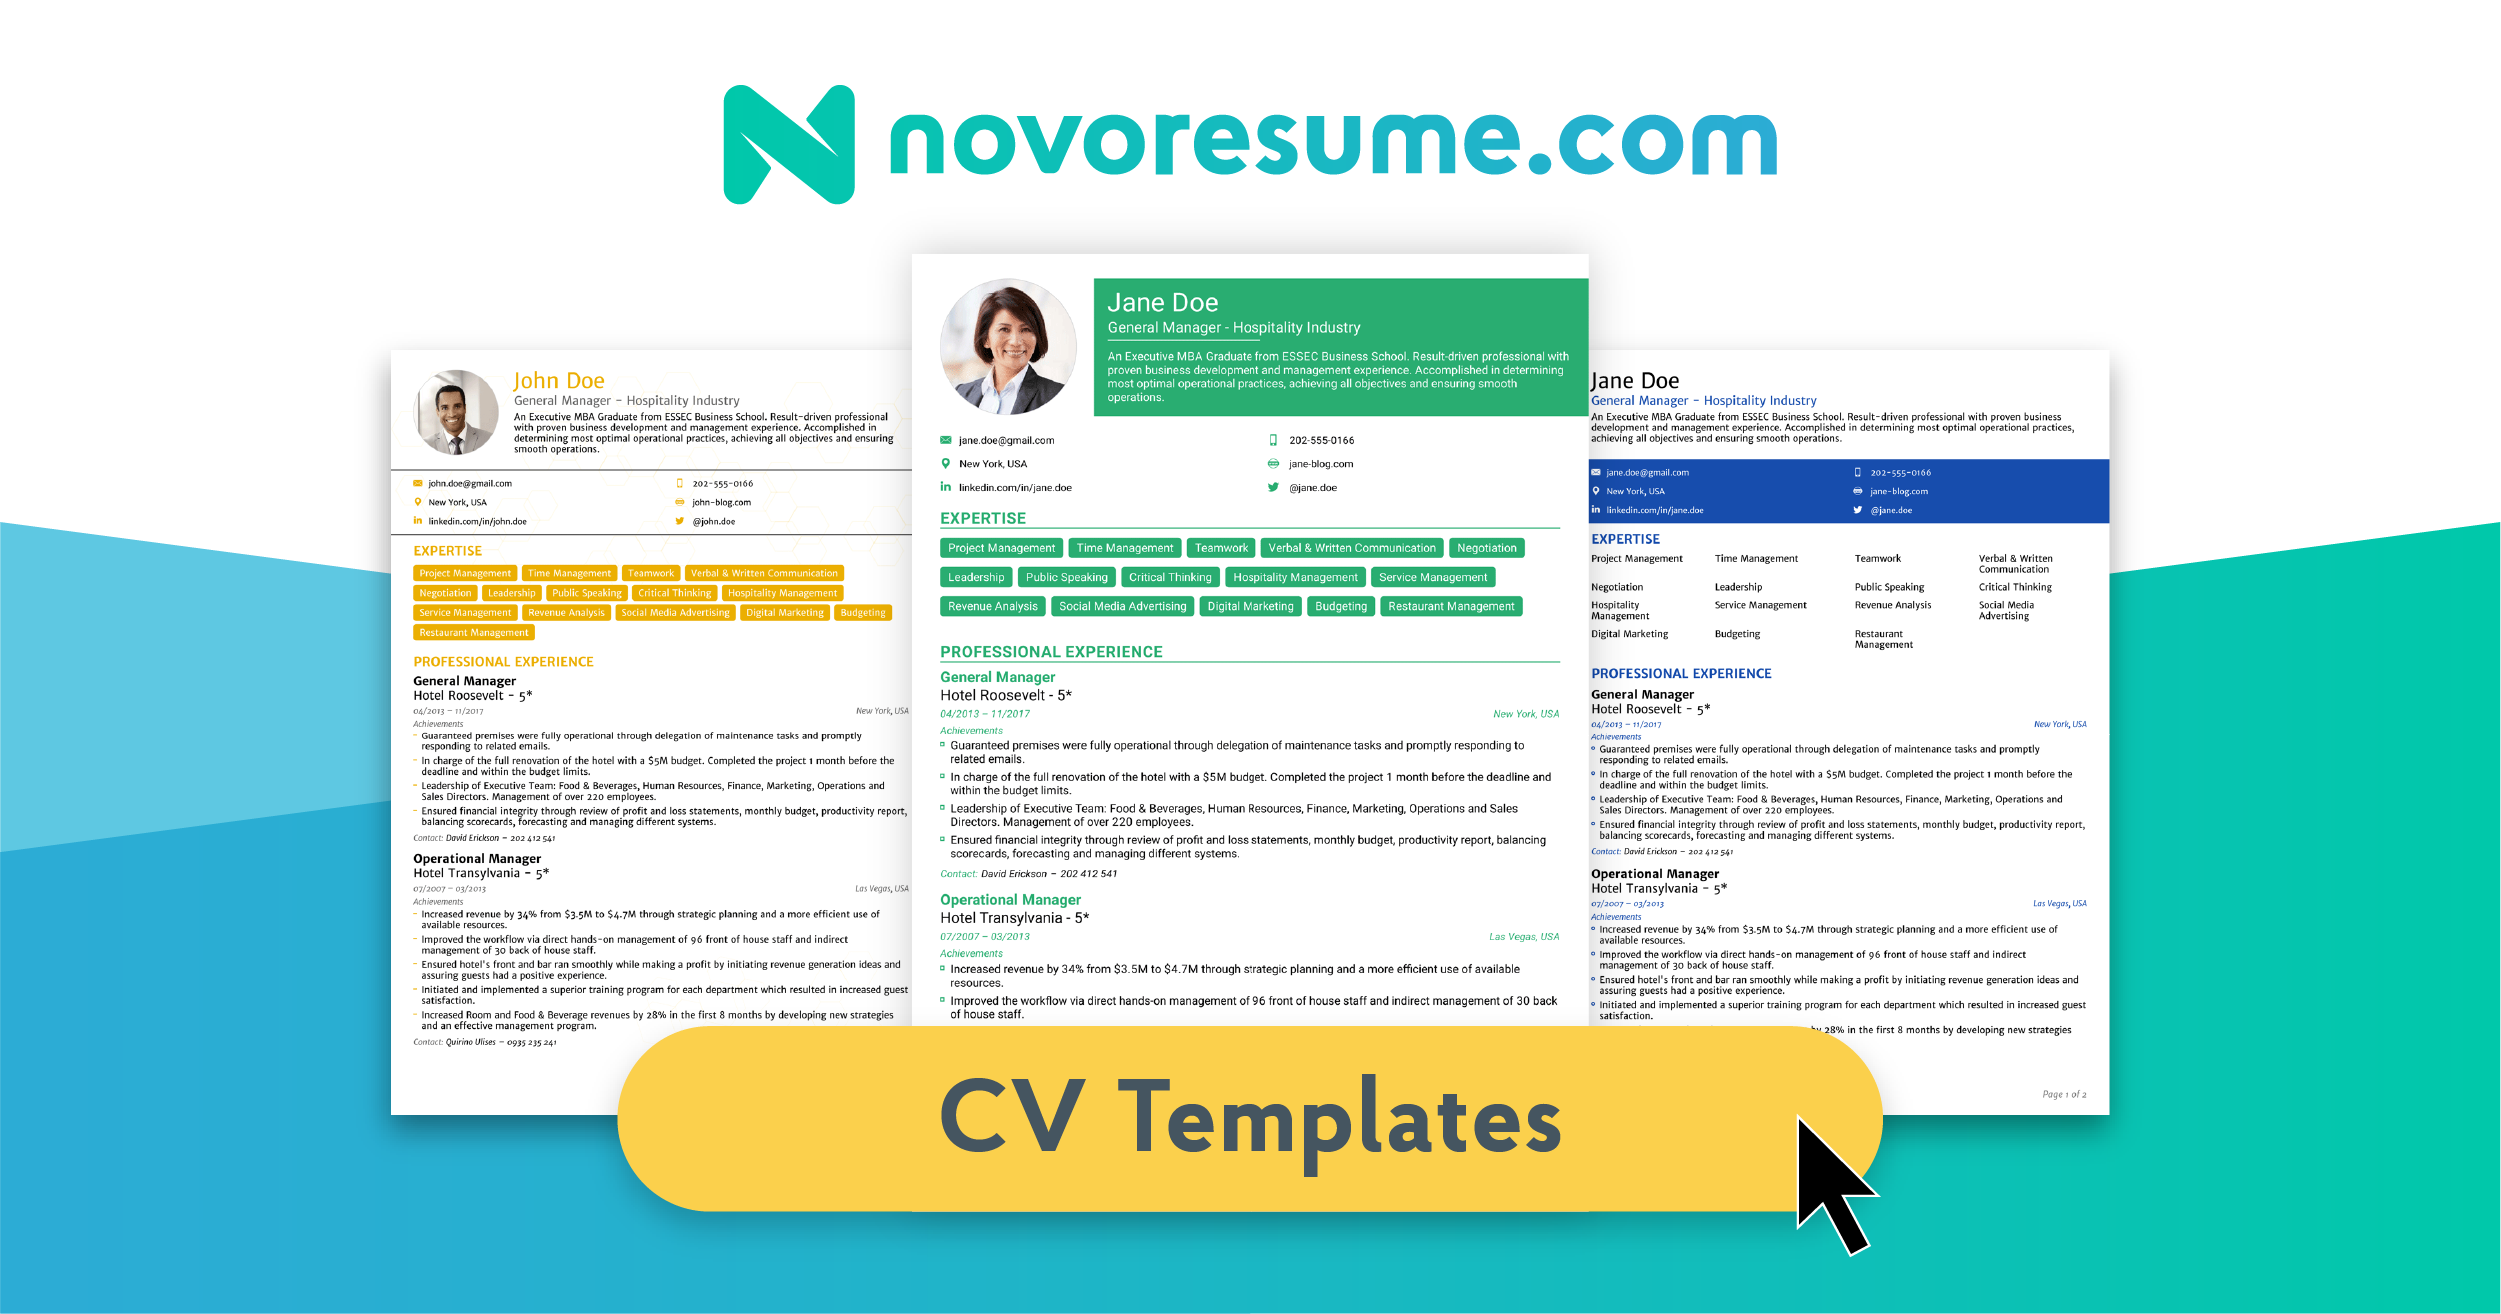 novoresume.com
John Doe
General Manager – Hospitality Industry
An Executive MBA Graduate from ESSEC Business School. Result-driven professional
with proven business development and management experience. Accomplished in
determining most optimal operational practices, achieving all objectives and ensuring
smooth operations.
john.doe@gmail.com
202-555-0166
New York, USA
john-blog.com
linkedin.com/in/john.doe
@john.doe
EXPERTISE
Project Management Time Management Teamwork Verbal & Written Communication
Negotiation Leadership Public Speaking Critical Thinking Hospitality Management
Service Management Revenue Analysis Social Media Advertising Digital Marketing Budgeting
Restaurant Management
PROFESSIONAL EXPERIENCE
General Manager
Hotel Roosevelt – 5*
04/2013 – 11/2017 New York, USA
Achievements
Guaranteed premises were fully operational through delegation of maintenance tasks and promptly
responding to related emails.
In charge of the full renovation of the hotel with a $5M budget. Completed the project 1 month before the
deadline and within the budget limits.
Leadership of Executive Team: Food & Beverages, Human Resources, Finance, Marketing, Operations and
Sales Directors. Management of over 220 employees.
Ensured financial integrity through review of profit and loss statements, monthly budget, productivity report,
balancing scorecards, forecasting and managing different systems.
Contact: David Erickson – 202 412 541
Operational Manager
Hotel Transylvania – 5*
07/2007 – 03/2013 Las Vegas, USA
Achievements
Increased revenue by 34% from $3.5M to $4.7M through strategic planning and a more efficient use of
available resources.
Improved the workflow via direct hands-on management of 96 front of house staff and indirect
management of 30 back of house staff.
Ensured hotel's front and bar ran smoothly while making a profit by initiating revenue generation ideas and
assuring guests had a positive experience.
Initiated and implemented a superior training program for each department which resulted in increased guest
satisfaction.
Increased Room and Food & Beverage revenues by 28% in the first 8 months by developing new strategies
and an effective management program.
Contact: Quirino Ulises – 0935 235 241
Jane Doe
General Manager - Hospitality Industry
An Executive MBA Graduate from ESSEC Business School. Result-driven professional with
proven business development and management experience. Accomplished in determining
most optimal operational practices, achieving all objectives and ensuring smooth
operations.
jane.doe@gmail.com
202-555-0166
New York, USA
jane-blog.com
linkedin.com/in/jane.doe
@jane.doe
EXPERTISE
Project Management Time Management Teamwork Verbal & Written Communication Negotiation
Leadership Public Speaking Critical Thinking Hospitality Management Service Management
Revenue Analysis Social Media Advertising Digital Marketing Budgeting Restaurant Management
PROFESSIONAL EXPERIENCE
General Manager
Hotel Roosevelt - 5*
04/2013 – 11/2017 New York, USA
Achievements
Guaranteed premises were fully operational through delegation of maintenance tasks and promptly responding to
related emails.
In charge of the full renovation of the hotel with a $5M budget. Completed the project 1 month before the deadline and
within the budget limits.
Leadership of Executive Team: Food & Beverages, Human Resources, Finance, Marketing, Operations and Sales
Directors. Management of over 220 employees.
Ensured financial integrity through review of profit and loss statements, monthly budget, productivity report, balancing
scorecards, forecasting and managing different systems.
Contact: David Erickson – 202 412 541
Operational Manager
Hotel Transylvania - 5*
07/2007 – 03/2013 Las Vegas, USA
Achievements
Increased revenue by 34% from $3.5M to $4.7M through strategic planning and a more efficient use of available
resources.
Improved the workflow via direct hands-on management of 96 front of house staff and indirect management of 30 back
of house staff.
Jane Doe
General Manager – Hospitality Industry
An Executive MBA Graduate from ESSEC Business School. Result-driven professional with proven business
development and management experience. Accomplished in determining most optimal operational practices,
achieving all objectives and ensuring smooth operations.
jane.doe@gmail.com
202-555-0166
New York, USA
jane-blog.com
linkedin.com/in/jane.doe
@jane.doe
EXPERTISE
Project Management Time Management Teamwork Verbal & Written
Communication
Negotiation Leadership Public Speaking Critical Thinking
Hospitality Service Management Revenue Analysis Social Media
Management Advertising
Digital Marketing Budgeting Restaurant
Management
PROFESSIONAL EXPERIENCE
General Manager
Hotel Roosevelt – 5*
04/2013 – 11/2017 New York, USA
Achievements
Guaranteed premises were fully operational through delegation of maintenance tasks and promptly
responding to related emails.
In charge of the full renovation of the hotel with a $5M budget. Completed the project 1 month before the
deadline and within the budget limits.
Leadership of Executive Team: Food & Beverages, Human Resources, Finance, Marketing, Operations and
Sales Directors. Management of over 220 employees.
Ensured financial integrity through review of profit and loss statements, monthly budget, productivity report,
balancing scorecards, forecasting and managing different systems.
Contact: David Erickson – 202 412 541
Operational Manager
Hotel Transylvania – 5*
07/2007 – 03/2013 Las Vegas, USA
Achievements
Increased revenue by 34% from $3.5M to $4.7M through strategic planning and a more efficient use of
available resources.
Improved the workflow via direct hands-on management of 96 front of house staff and indirect
management of 30 back of house staff.
Ensured hotel's front and bar ran smoothly while making a profit by initiating revenue generation ideas and
assuring guests had a positive experience.
Initiated and implemented a superior training program for each department which resulted in increased guest
satisfaction.
by 28% in the first 8 months by developing new strategies
Page 1 of 2
CV Templates